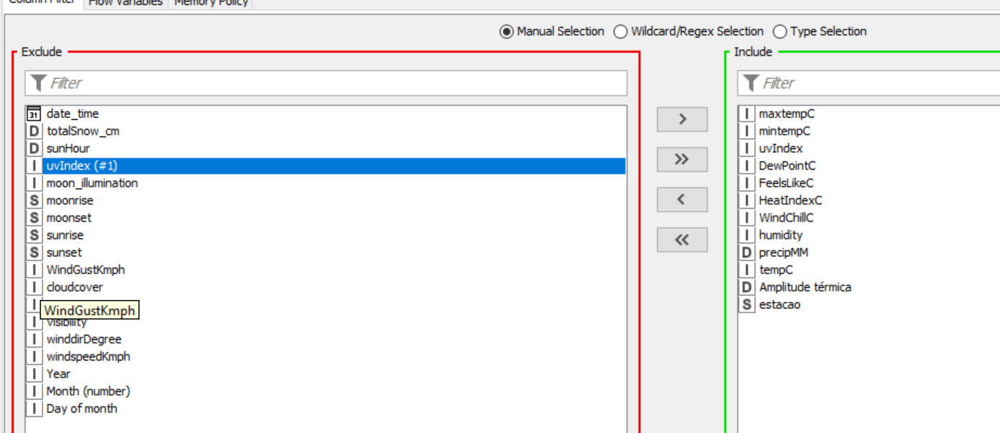 Column Filter Flow Variables Memory Policy
Manual Selection Wildcard/Regex Selection Type Selection
Exclude
Filter
31 date_time
D totalSnow_cm
D sunHour
I uvIndex (#1)
I moon_illumination
S moonrise
S moonset
S sunrise
S sunset
I WindGustKmph
I cloudcover
I
WindGustKmph
I visibility
I winddirDegree
I windspeedKmph
I Year
I Month (number)
I Day of month
>
>>
<
<<
Include
Filter
I maxtempC
I mintempC
I uvIndex
I DewPointC
I FeelsLikeC
I HeatIndexC
I WindChillC
I humidity
D precipMM
I tempC
D Amplitude térmica
S estacao